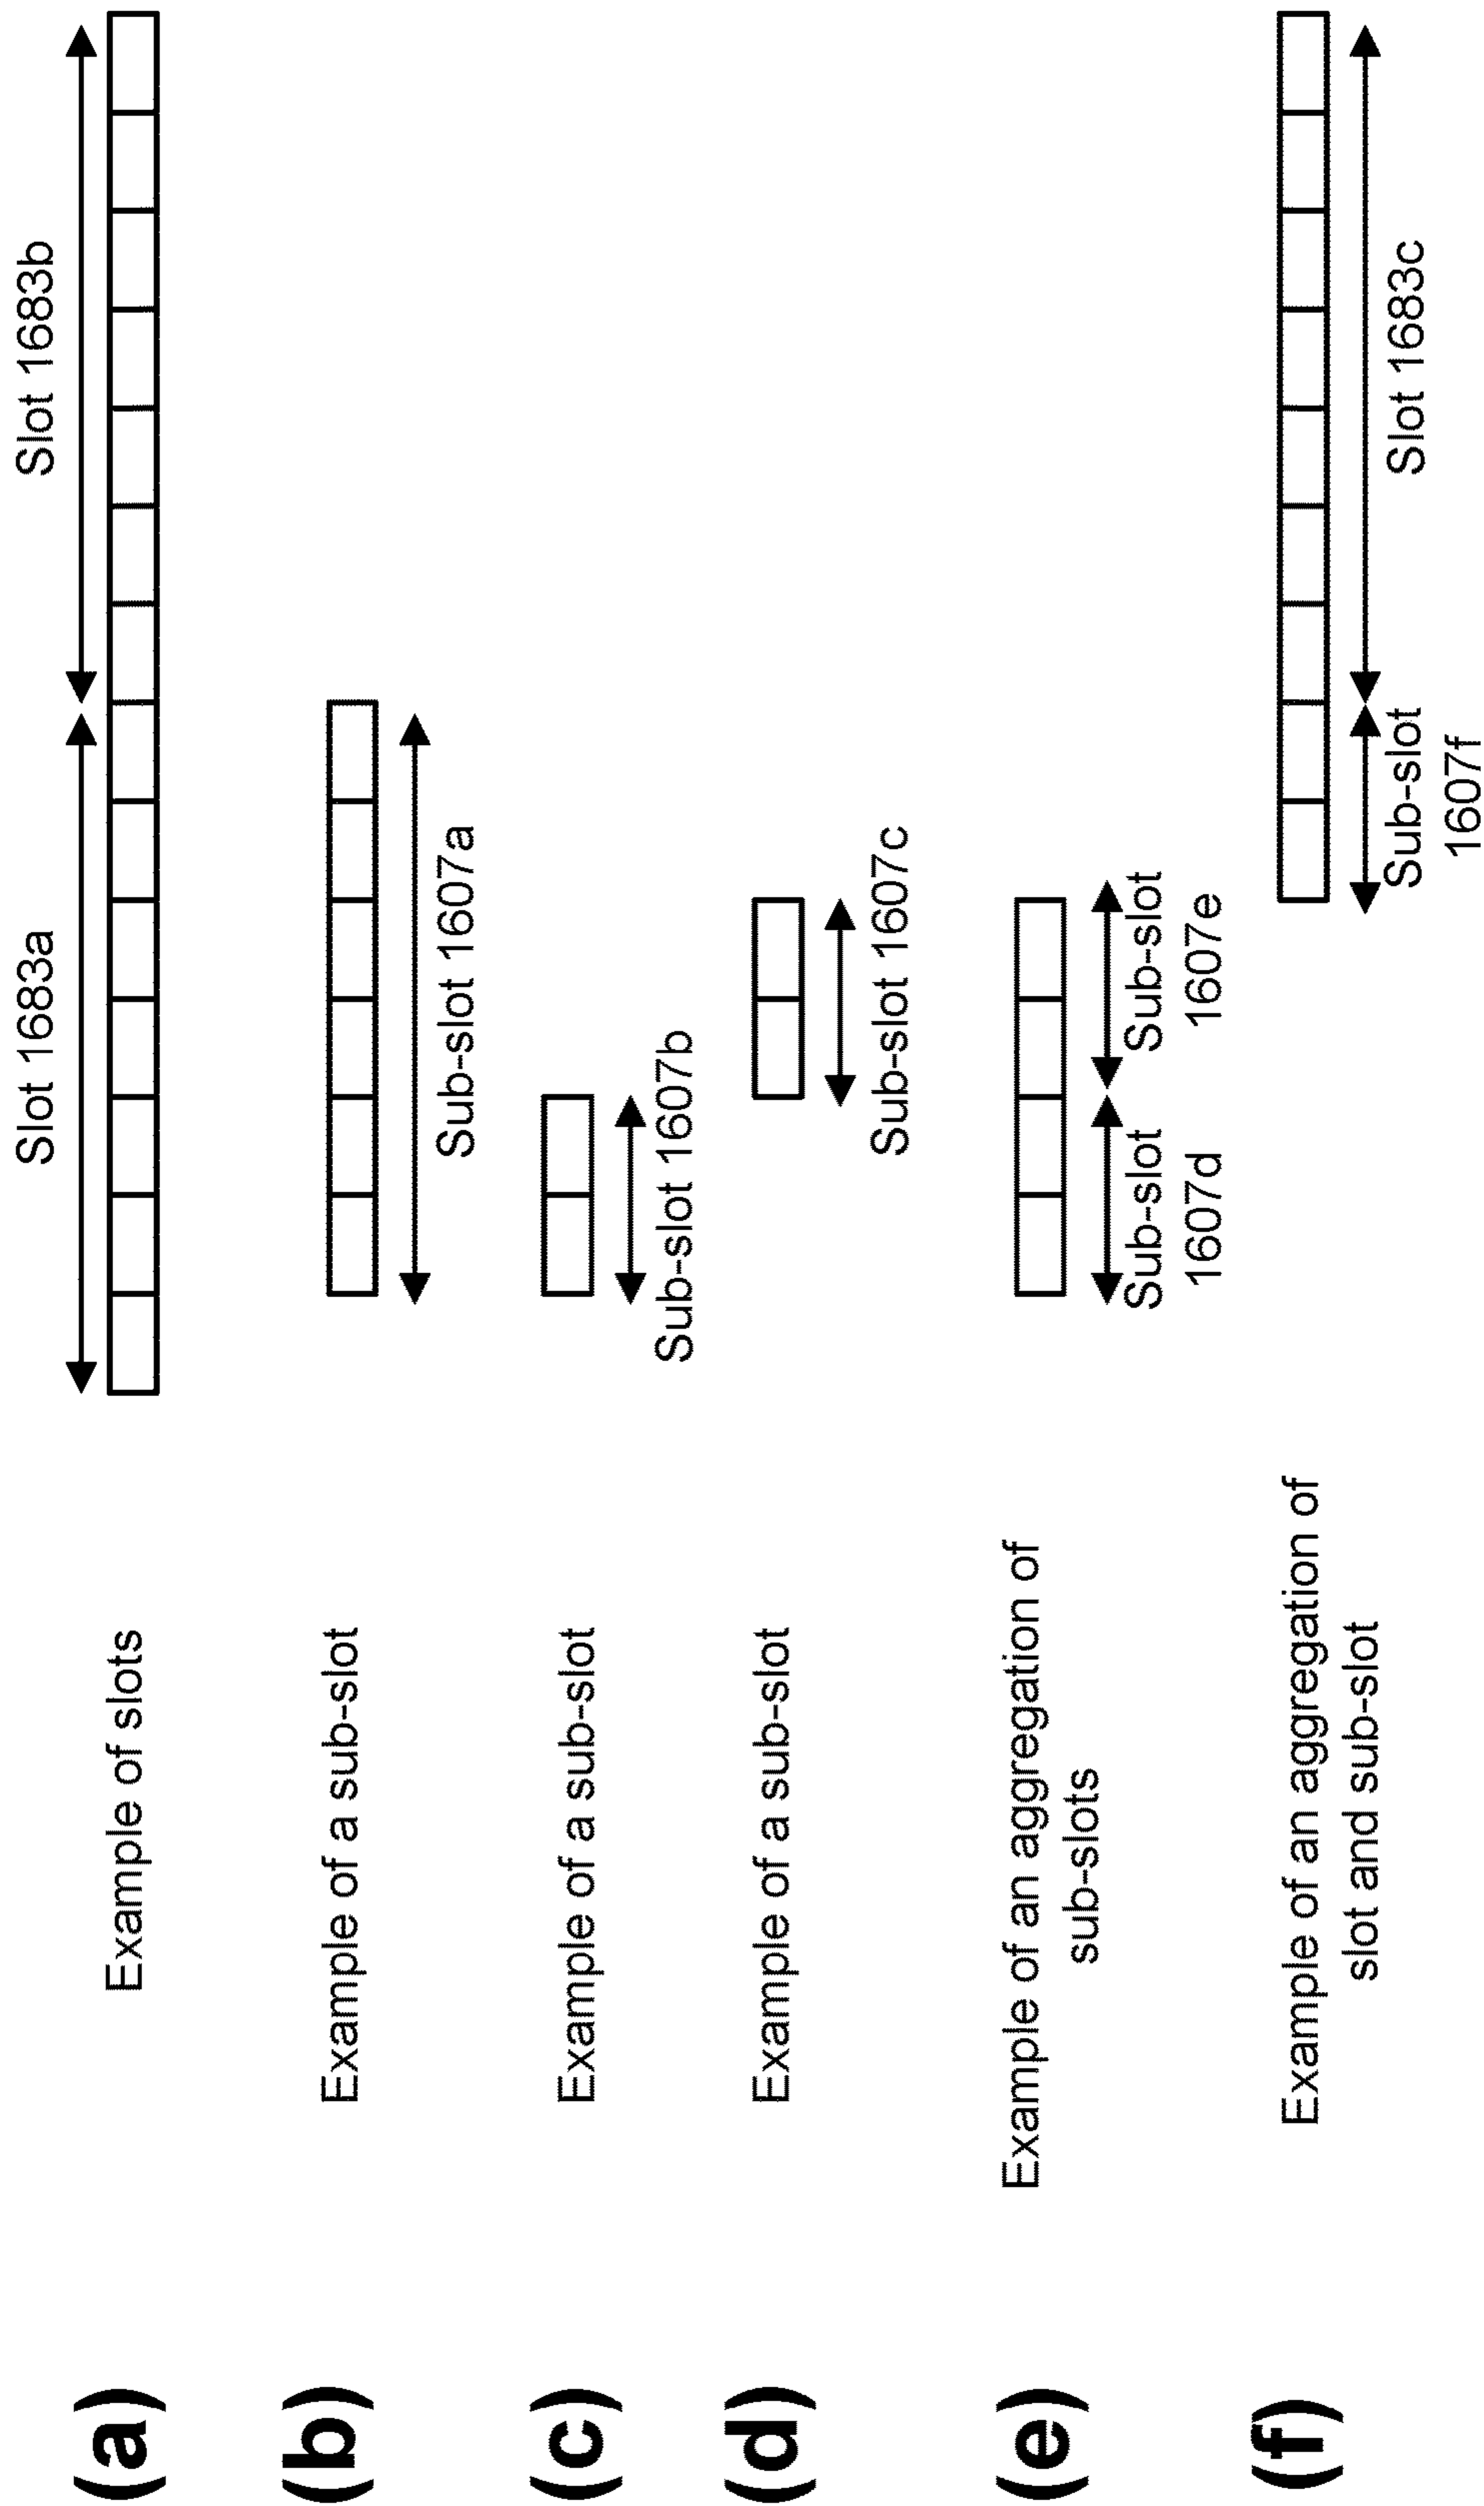 (a)
Example of slots
Slot 1683a
Slot 1683b
(b)
Example of a sub-slot
Sub-slot 1607a
(c)
Example of a sub-slot
Sub-slot 1607b
(d)
Example of a sub-slot
Sub-slot 1607c
(e)
Example of an aggregation of
sub-slots
Sub-slot
1607d
Sub-slot
1607e
(f)
Example of an aggregation of
slot and sub-slot
Sub-slot
1607f
Slot 1683c